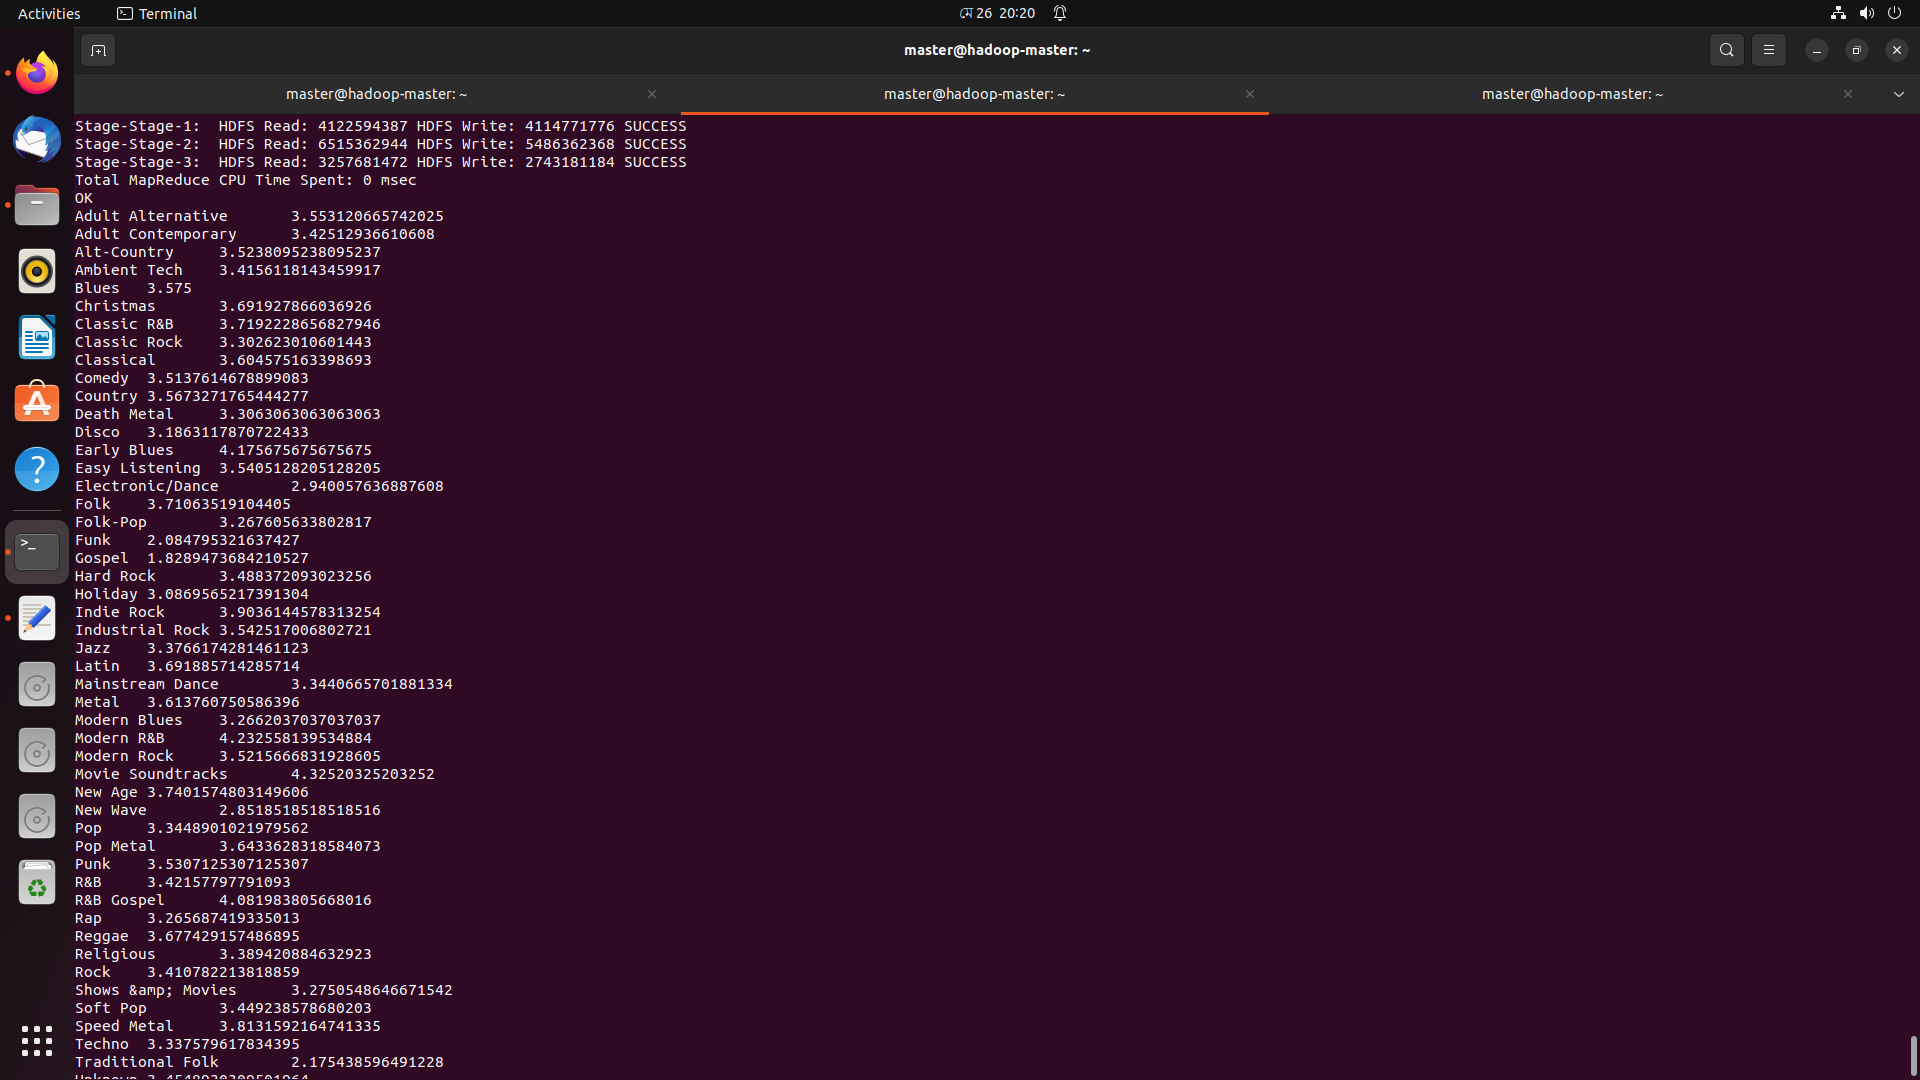 Activities
Terminal
মে 26 20:20
master@hadoop-master: ~
master@hadoop-master: ~
master@hadoop-master: ~
master@hadoop-master: ~
Stage-Stage-1:  HDFS Read: 4122594387 HDFS Write: 4114771776 SUCCESS
Stage-Stage-2:  HDFS Read: 6515362944 HDFS Write: 5486362368 SUCCESS
Stage-Stage-3:  HDFS Read: 3257681472 HDFS Write: 2743181184 SUCCESS
Total MapReduce CPU Time Spent: 0 msec
OK
Adult Alternative 3.553120665742025
Adult Contemporary 3.42512936610608
Alt-Country 3.5238095238095237
Ambient Tech 3.4156118143459917
Blues 3.575
Christmas 3.691927866036926
Classic R&B 3.7192228656827946
Classic Rock 3.302623010601443
Classical 3.604575163398693
Comedy 3.5137614678899083
Country 3.5673271765444277
Death Metal 3.3063063063063063
Disco 3.1863117870722433
Early Blues 4.175675675675675
Easy Listening 3.5405128205128205
Electronic/Dance 2.940057636887608
Folk 3.71063519104405
Folk-Pop 3.267605633802817
Funk 2.084795321637427
Gospel 1.8289473684210527
Hard Rock 3.488372093023256
Holiday 3.0869565217391304
Indie Rock 3.9036144578313254
Industrial Rock 3.542517006802721
Jazz 3.3766174281461123
Latin 3.691885714285714
Mainstream Dance 3.3440665701881334
Metal 3.613760750586396
Modern Blues 3.2662037037037037
Modern R&B 4.232558139534884
Modern Rock 3.5215666831928605
Movie Soundtracks 4.32520325203252
New Age 3.7401574803149606
New Wave 2.8518518518518516
Pop 3.3448901021979562
Pop Metal 3.6433628318584073
Punk 3.5307125307125307
R&B 3.42157797791093
R&B Gospel 4.081983805668016
Rap 3.265687419335013
Reggae 3.677429157486895
Religious 3.389420884632923
Rock 3.410782213818859
Shows &amp; Movies 3.2750548646671542
Soft Pop 3.449238578680203
Speed Metal 3.8131592164741335
Techno 3.337579617834395
Traditional Folk 2.175438596491228